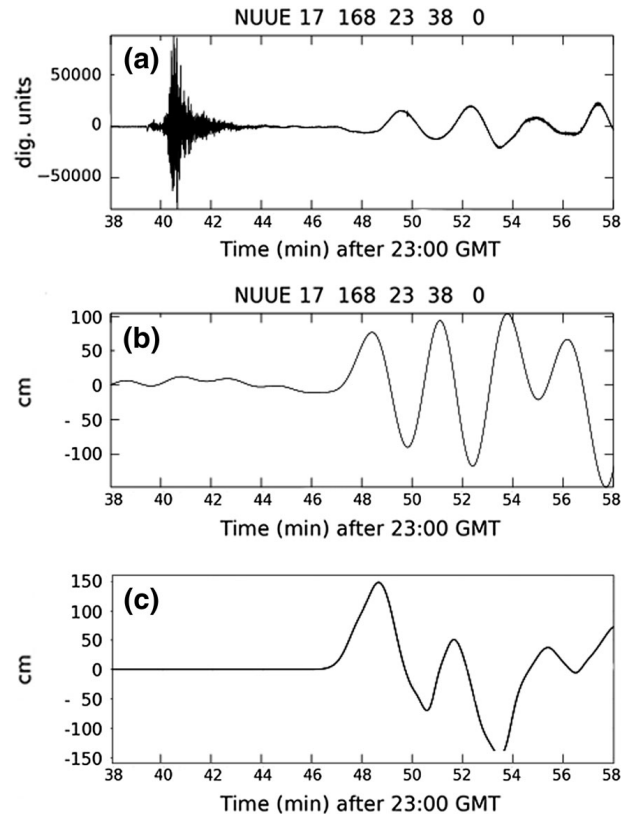 NUUE 17 168 23 38 0
(a)
dig. units
50000
0
−50000
38 40 42 44 46 48 50 52 54 56 58
Time (min) after 23:00 GMT
NUUE 17 168 23 38 0
(b)
cm
100
50
0
- 50
-100
38 40 42 44 46 48 50 52 54 56 58
Time (min) after 23:00 GMT
(c)
cm
150
100
50
0
- 50
-100
-150
38 40 42 44 46 48 50 52 54 56 58
Time (min) after 23:00 GMT